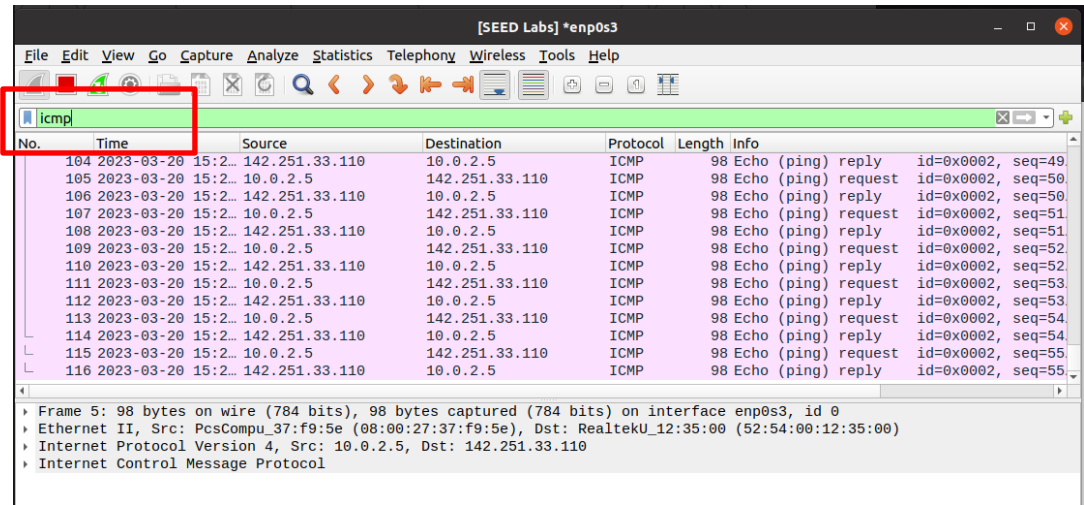 [SEED Labs] *enp0s3
File Edit View Go Capture Analyze Statistics Telephony Wireless Tools Help
icmp
No. Time Source Destination Protocol Length Info
104 2023-03-20 15:2… 142.251.33.110 10.0.2.5 ICMP 98 Echo (ping) reply id=0x0002, seq=49
105 2023-03-20 15:2… 10.0.2.5 142.251.33.110 ICMP 98 Echo (ping) request id=0x0002, seq=50
106 2023-03-20 15:2… 142.251.33.110 10.0.2.5 ICMP 98 Echo (ping) reply id=0x0002, seq=50
107 2023-03-20 15:2… 10.0.2.5 142.251.33.110 ICMP 98 Echo (ping) request id=0x0002, seq=51
108 2023-03-20 15:2… 142.251.33.110 10.0.2.5 ICMP 98 Echo (ping) reply id=0x0002, seq=51
109 2023-03-20 15:2… 10.0.2.5 142.251.33.110 ICMP 98 Echo (ping) request id=0x0002, seq=52
110 2023-03-20 15:2… 142.251.33.110 10.0.2.5 ICMP 98 Echo (ping) reply id=0x0002, seq=52
111 2023-03-20 15:2… 10.0.2.5 142.251.33.110 ICMP 98 Echo (ping) request id=0x0002, seq=53
112 2023-03-20 15:2… 142.251.33.110 10.0.2.5 ICMP 98 Echo (ping) reply id=0x0002, seq=53
113 2023-03-20 15:2… 10.0.2.5 142.251.33.110 ICMP 98 Echo (ping) request id=0x0002, seq=54
114 2023-03-20 15:2… 142.251.33.110 10.0.2.5 ICMP 98 Echo (ping) reply id=0x0002, seq=54
115 2023-03-20 15:2… 10.0.2.5 142.251.33.110 ICMP 98 Echo (ping) request id=0x0002, seq=55
116 2023-03-20 15:2… 142.251.33.110 10.0.2.5 ICMP 98 Echo (ping) reply id=0x0002, seq=55
Frame 5: 98 bytes on wire (784 bits), 98 bytes captured (784 bits) on interface enp0s3, id 0
Ethernet II, Src: PcsCompu_37:f9:5e (08:00:27:37:f9:5e), Dst: RealtekU_12:35:00 (52:54:00:12:35:00)
Internet Protocol Version 4, Src: 10.0.2.5, Dst: 142.251.33.110
Internet Control Message Protocol